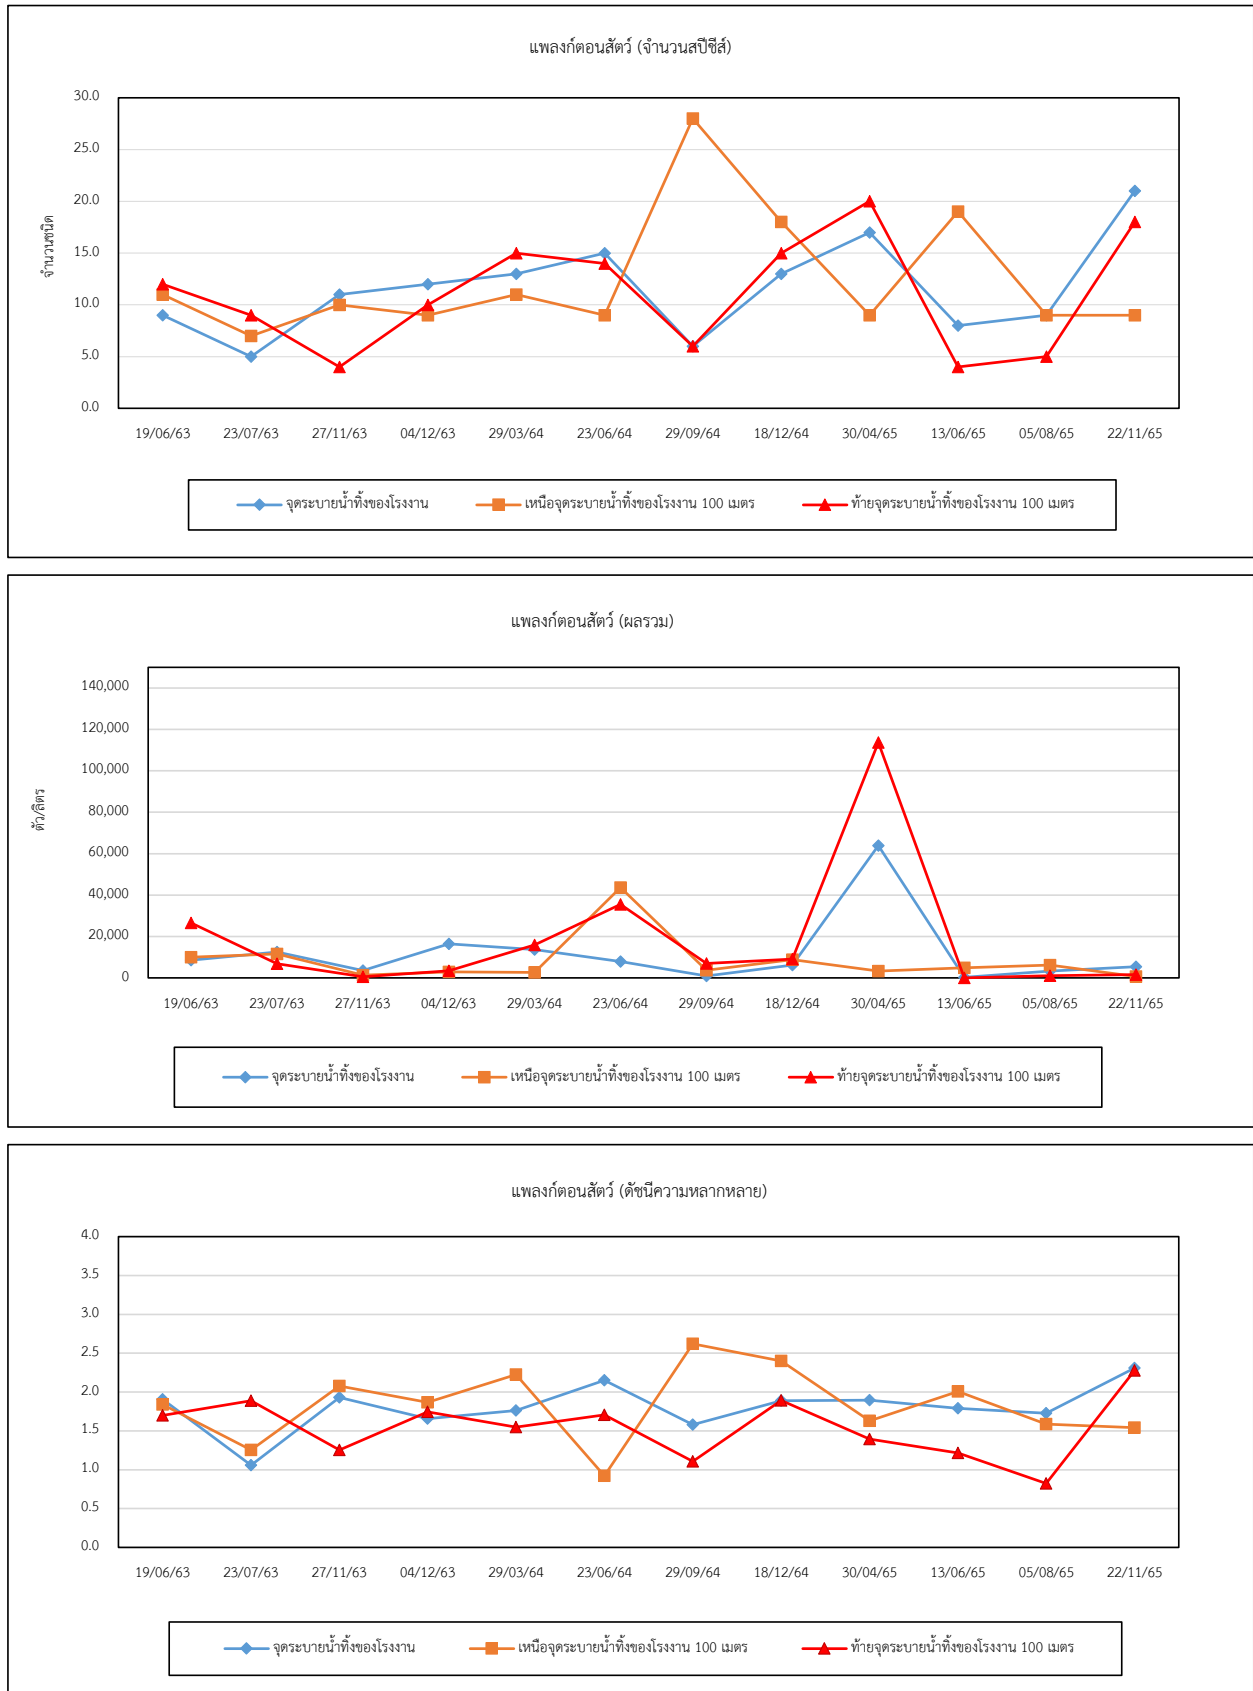 แพลงก์ตอนสัตว์ (จำนวนสปีชีส์)
30.0
25.0
20.0
15.0
10.0
5.0
0.0
จำนวนชนิด
19/06/63 23/07/63 27/11/63 04/12/63 29/03/64 23/06/64 29/09/64 18/12/64 30/04/65 13/06/65 05/08/65 22/11/65
จุดระบายน้ำทิ้งของโรงงาน เหนือจุดระบายน้ำทิ้งของโรงงาน 100 เมตร ท้ายจุดระบายน้ำทิ้งของโรงงาน 100 เมตร
แพลงก์ตอนสัตว์ (ผลรวม)
140,000
120,000
100,000
80,000
60,000
40,000
20,000
0
ตัว/ลิตร
19/06/63 23/07/63 27/11/63 04/12/63 29/03/64 23/06/64 29/09/64 18/12/64 30/04/65 13/06/65 05/08/65 22/11/65
จุดระบายน้ำทิ้งของโรงงาน เหนือจุดระบายน้ำทิ้งของโรงงาน 100 เมตร ท้ายจุดระบายน้ำทิ้งของโรงงาน 100 เมตร
แพลงก์ตอนสัตว์ (ดัชนีความหลากหลาย)
4.0
3.5
3.0
2.5
2.0
1.5
1.0
0.5
0.0
19/06/63 23/07/63 27/11/63 04/12/63 29/03/64 23/06/64 29/09/64 18/12/64 30/04/65 13/06/65 05/08/65 22/11/65
จุดระบายน้ำทิ้งของโรงงาน เหนือจุดระบายน้ำทิ้งของโรงงาน 100 เมตร ท้ายจุดระบายน้ำทิ้งของโรงงาน 100 เมตร